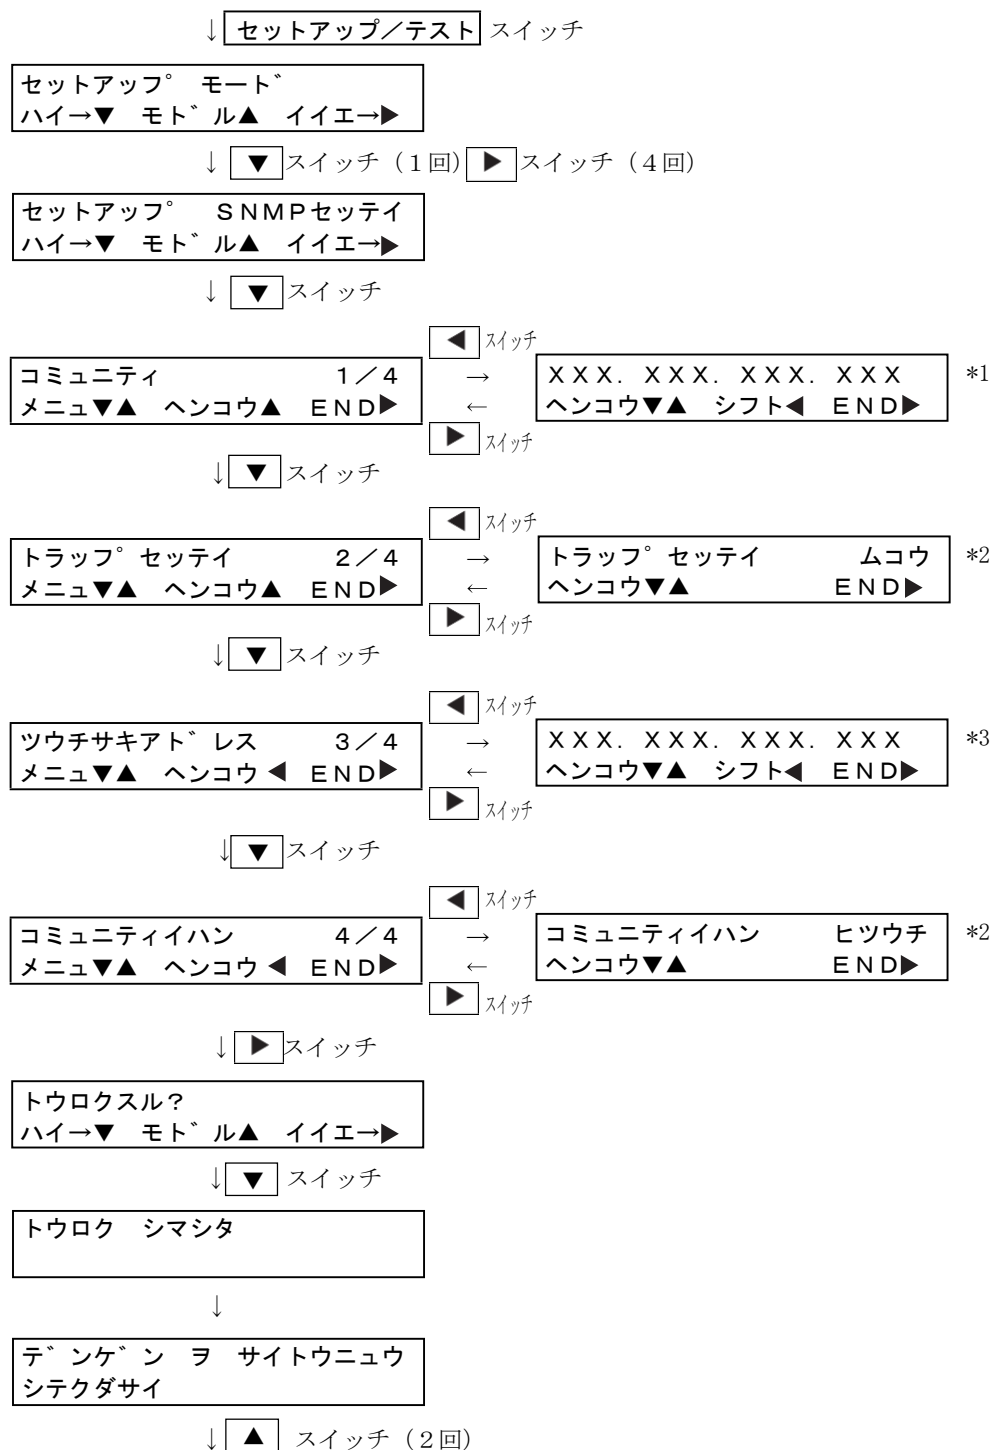 ↓ セットアップ／テスト スイッチ
セットアップ゜ モート゛
ハイ→▼ モト゛ル▲ イイエ→▶
↓ ▼ スイッチ（１回） ▶ スイッチ（４回）
セットアップ゜ ＳＮＭＰセッテイ
ハイ→▼ モト゛ル▲ イイエ→▶
↓ ▼ スイッチ
◀ スイッチ
コミュニティ １／４ → ＸＸＸ．ＸＸＸ．ＸＸＸ．ＸＸＸ *1
メニュ▼▲ ヘンコウ▲ ＥＮＤ▶ ← ヘンコウ▼▲ シフト◀ ＥＮＤ▶
▶ スイッチ
↓ ▼ スイッチ
◀ スイッチ
トラッフ゜セッテイ ２／４ → トラッフ゜セッテイ ムコウ *2
メニュ▼▲ ヘンコウ▲ ＥＮＤ▶ ← ヘンコウ▼▲ ＥＮＤ▶
▶ スイッチ
↓ ▼ スイッチ
◀ スイッチ
ツウチサキアト゛レス ３／４ → ＸＸＸ．ＸＸＸ．ＸＸＸ．ＸＸＸ *3
メニュ▼▲ ヘンコウ◀ ＥＮＤ▶ ← ヘンコウ▼▲ シフト◀ ＥＮＤ▶
▶ スイッチ
↓ ▼ スイッチ
◀ スイッチ
コミュニティイハン ４／４ → コミュニティイハン ヒツウチ *2
メニュ▼▲ ヘンコウ◀ ＥＮＤ▶ ← ヘンコウ▼▲ ＥＮＤ▶
▶ スイッチ
↓ ▶ スイッチ
トウロクスル？
ハイ→▼ モト゛ル▲ イイエ→▶
↓ ▼ スイッチ
トウロク シマシタ
↓
テ゛ンケ゛ン ヲ サイトウニュウ
シテクダサイ
↓ ▲ スイッチ（２回）